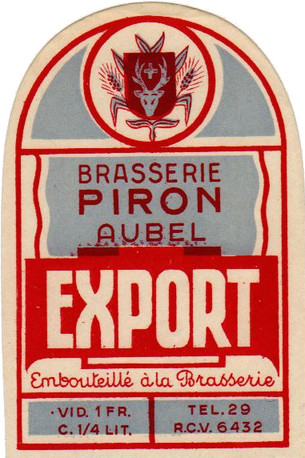 BRASSERIE
PIRON
AUBEL
EXPORT
Embouteillé à la Brasserie
·VID. 1 FR.
C. 1/4 LIT.
TEL. 29
R.C.V. 6432